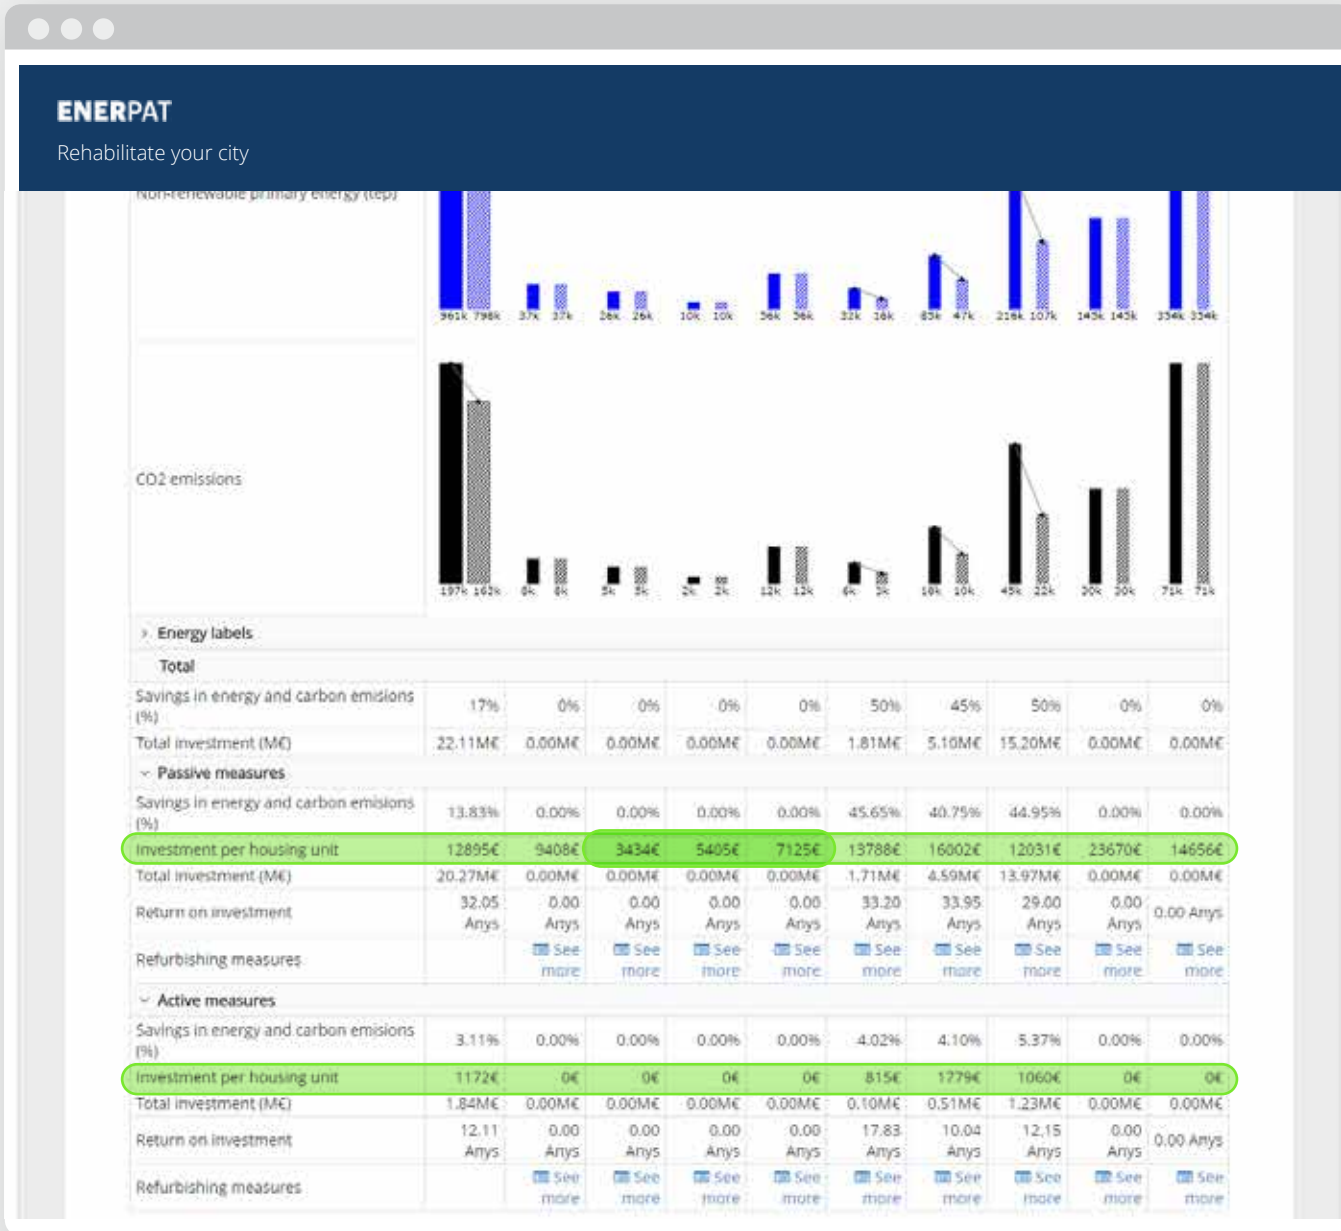 ENERPAT
Rehabilitate your city
Non-renewable primary energy (tep)
961k 798k 37k 37k 26k 26k 10k 10k 36k 36k 32k 16k 85k 47k 216k 107k 145k 145k 334k 334k
CO2 emissions
197k 163k 5k 5k 2k 2k 12k 12k 6k 3k 18k 10k 45k 22k 30k 30k 71k 71k
Energy labels
Total
Savings in energy and carbon emisions (%) 17% 0% 0% 0% 0% 50% 45% 50% 0% 0%
Total investment (M€) 22.11M€ 0.00M€ 0.00M€ 0.00M€ 0.00M€ 1.81M€ 5.10M€ 15.20M€ 0.00M€ 0.00M€
Passive measures
Savings in energy and carbon emisions (%) 13.83% 0.00% 0.00% 0.00% 0.00% 45.65% 40.75% 44.95% 0.00% 0.00%
Investment per housing unit 12895€ 9408€ 3434€ 5405€ 7125€ 13788€ 16002€ 12031€ 23670€ 14656€
Total investment (M€) 20.27M€ 0.00M€ 0.00M€ 0.00M€ 0.00M€ 1.71M€ 4.59M€ 13.97M€ 0.00M€ 0.00M€
Return on investment 32.05 Anys 0.00 Anys 0.00 Anys 0.00 Anys 0.00 Anys 33.20 Anys 33.95 Anys 29.00 Anys 0.00 Anys 0.00 Anys
Refurbishing measures See more See more See more See more See more See more See more See more See more
Active measures
Savings in energy and carbon emisions (%) 3.11% 0.00% 0.00% 0.00% 0.00% 4.02% 4.10% 5.37% 0.00% 0.00%
Investment per housing unit 1172€ 0€ 0€ 0€ 0€ 815€ 1779€ 1060€ 0€ 0€
Total investment (M€) 1.84M€ 0.00M€ 0.00M€ 0.00M€ 0.00M€ 0.10M€ 0.51M€ 1.23M€ 0.00M€ 0.00M€
Return on investment 12.11 Anys 0.00 Anys 0.00 Anys 0.00 Anys 0.00 Anys 17.83 Anys 10.04 Anys 12.15 Anys 0.00 Anys 0.00 Anys
Refurbishing measures See more See more See more See more See more See more See more See more See more